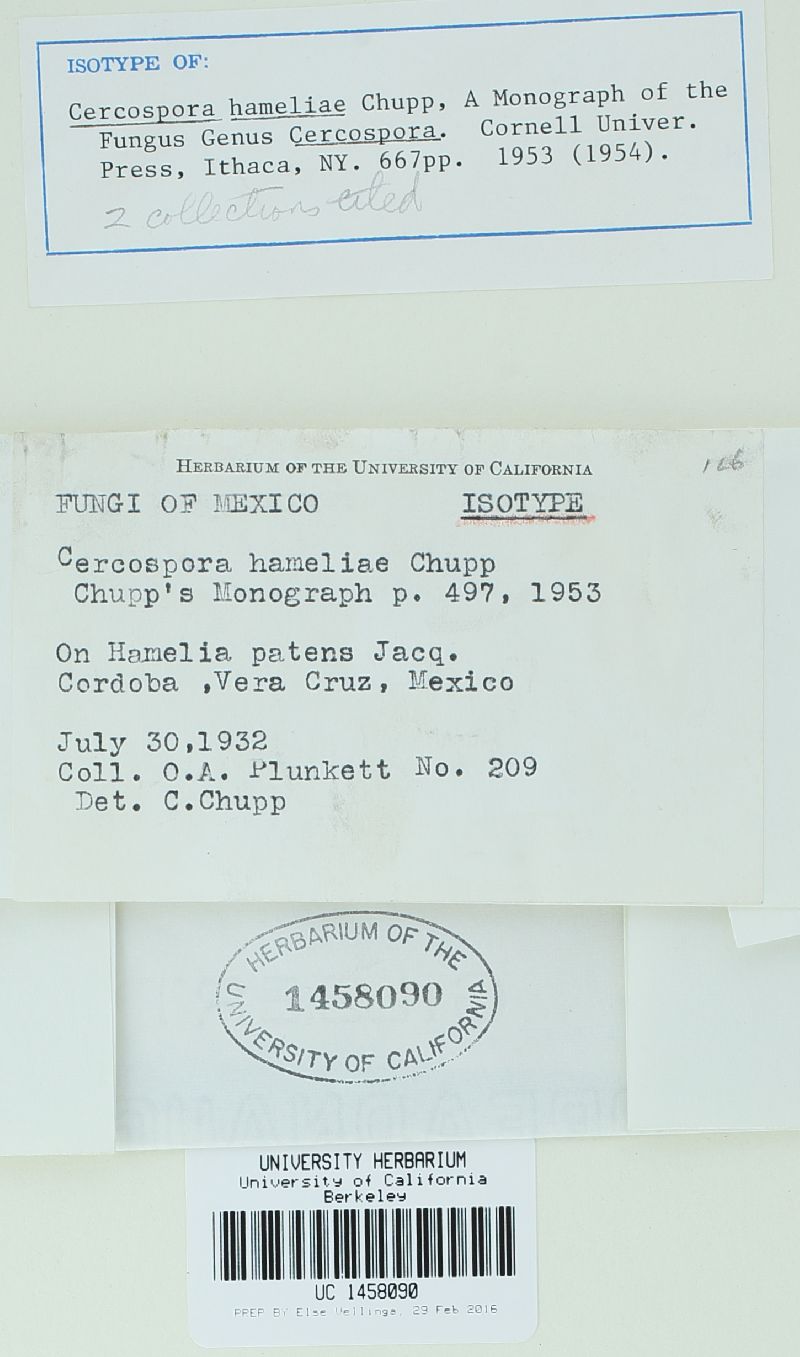 ISOTYPE OF:
Cercospora hameliae Chupp, A Monograph of the
Fungus Genus Cercospora. Cornell Univer.
Press, Ithaca, NY. 667pp. 1953 (1954).
2 collections cited
HERBARIUM OF THE UNIVERSITY OF CALIFORNIA
FUNGI OF MEXICO ISOTYPE
Cercospora hameliae Chupp
Chupp's Monograph p. 497, 1953
On Hamelia patens Jacq.
Cordoba ,Vera Cruz, Mexico
July 30,1932
Coll. O.A. Plunkett No. 209
Det. C.Chupp
HERBARIUM OF THE
1458090
UNIVERSITY OF CALIFORNIA
UNIVERSITY HERBARIUM
University of California
Berkeley
UC 1458090
PREP BY Else Vellinga, 29 Feb 2016